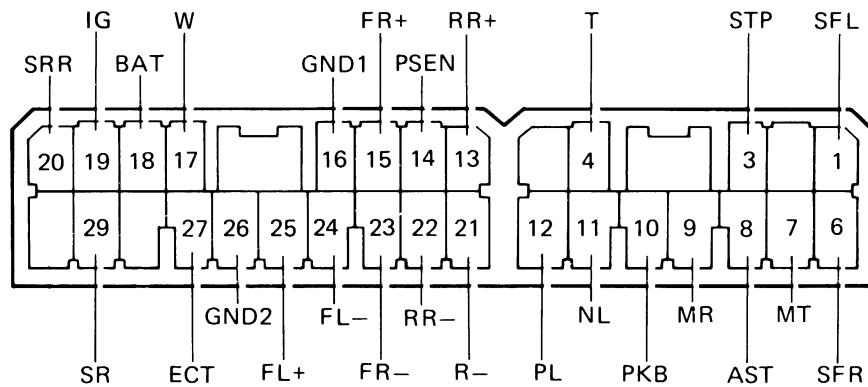 IG W FR+ RR+ T STP SFL
SRR BAT GND1 PSEN
20 19 18 17 16 15 14 13 4 3 1
29 27 26 25 24 23 22 21 12 11 10 9 8 7 6
GND2 FL− RR− NL MR MT
SR ECT FL+ FR− R− PL PKB AST SFR